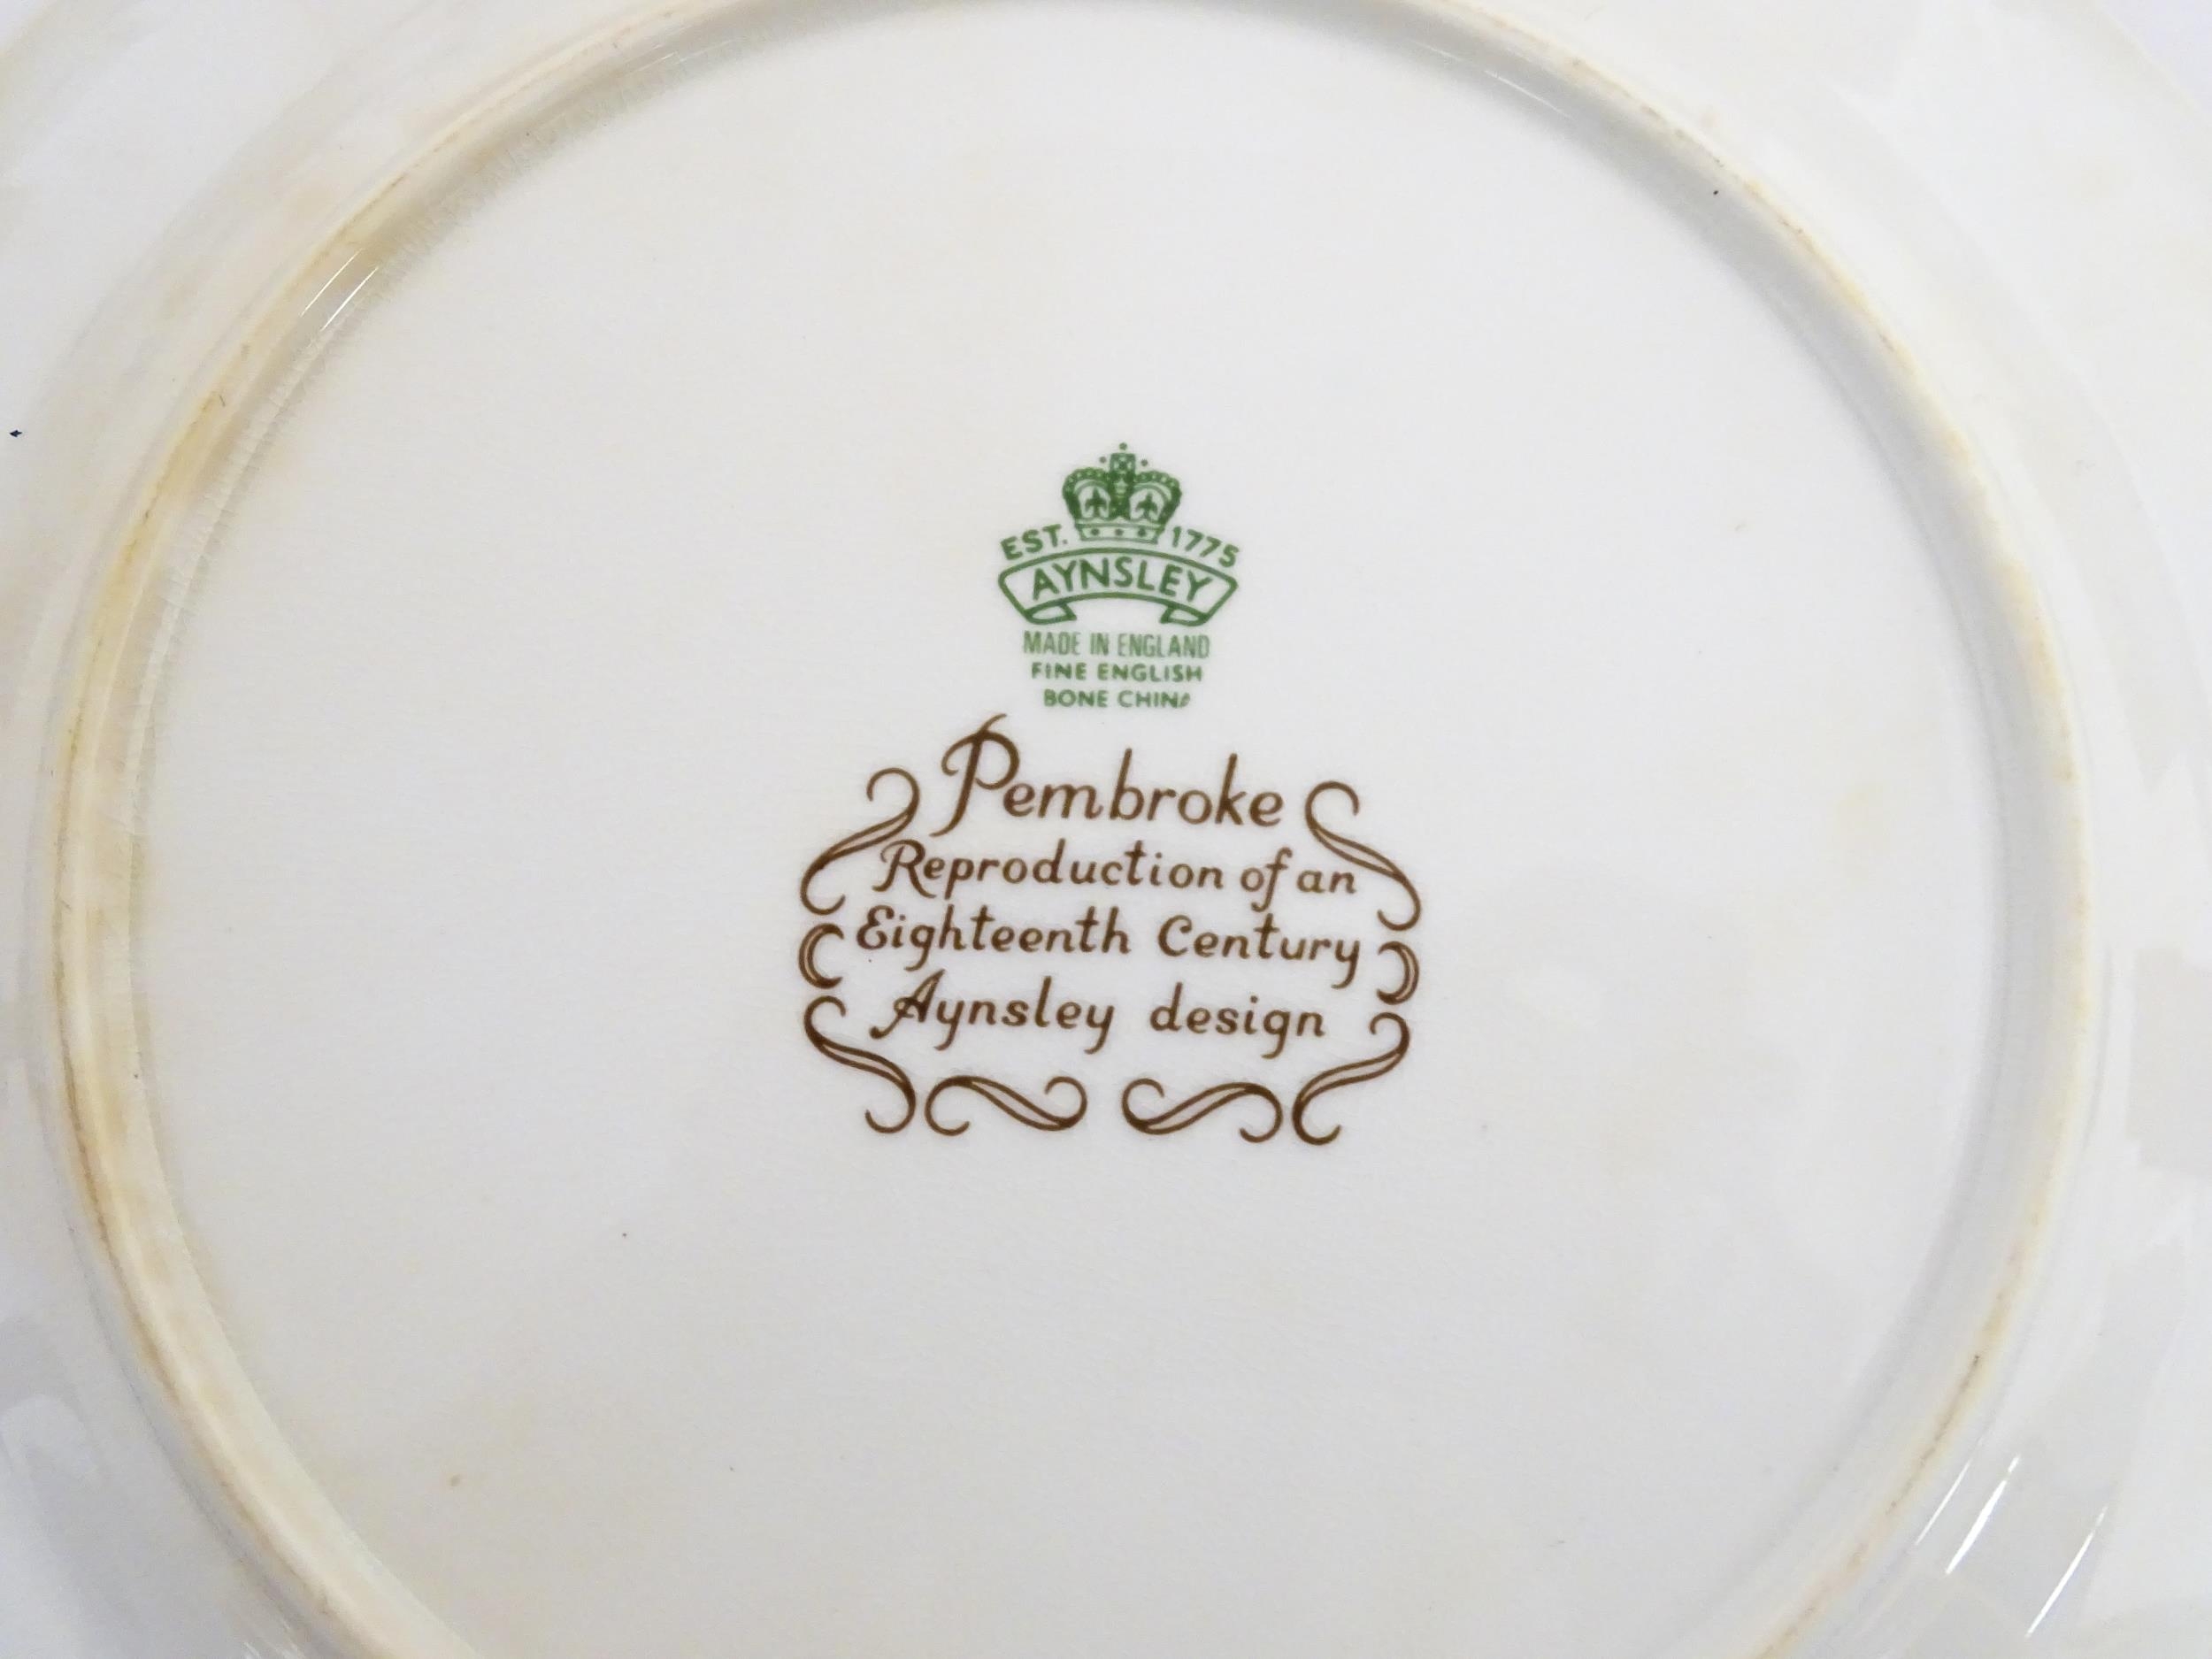 EST. 1775
AYNSLEY
MADE IN ENGLAND
FINE ENGLISH
BONE CHINA
Pembroke
Reproduction of an
Eighteenth Century
Aynsley design